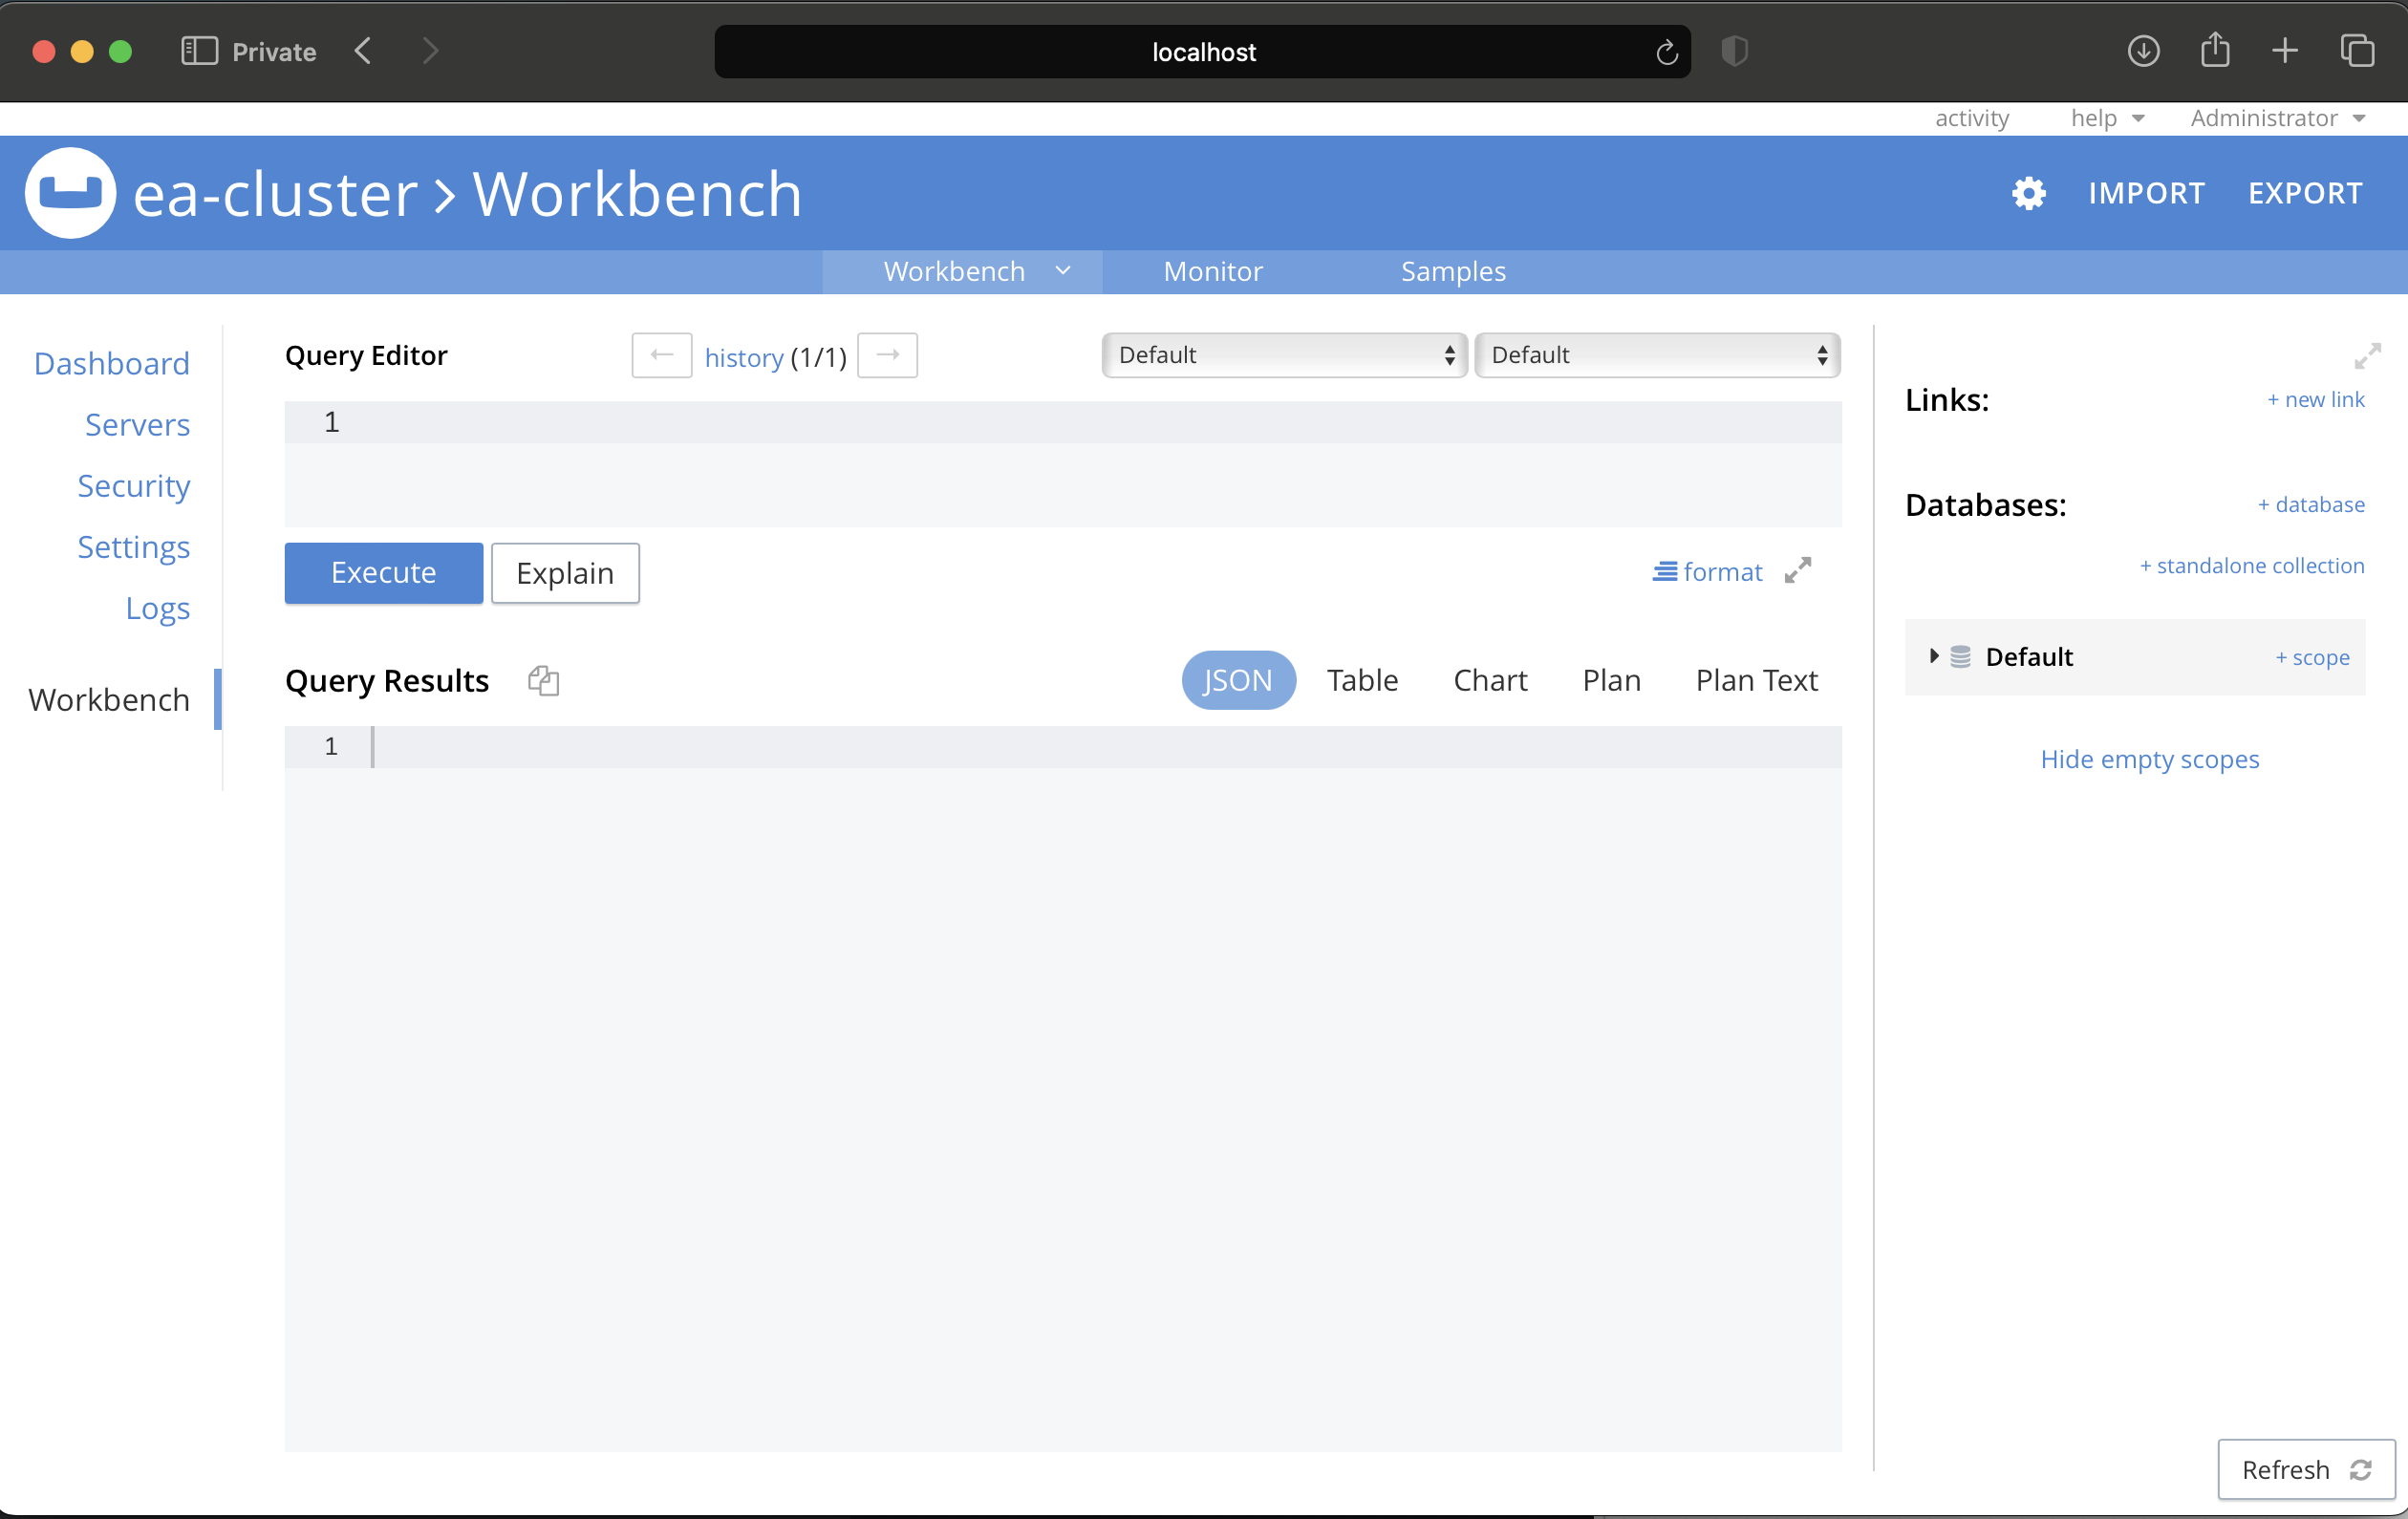 Private
localhost
activity help Administrator
ea-cluster > Workbench IMPORT EXPORT
Workbench Monitor Samples
Dashboard
Servers
Security
Settings
Logs
Workbench
Query Editor ← history (1/1) → Default Default
1
Execute Explain format
Query Results JSON Table Chart Plan Plan Text
1
Links: + new link
Databases: + database
+ standalone collection
Default + scope
Hide empty scopes
Refresh